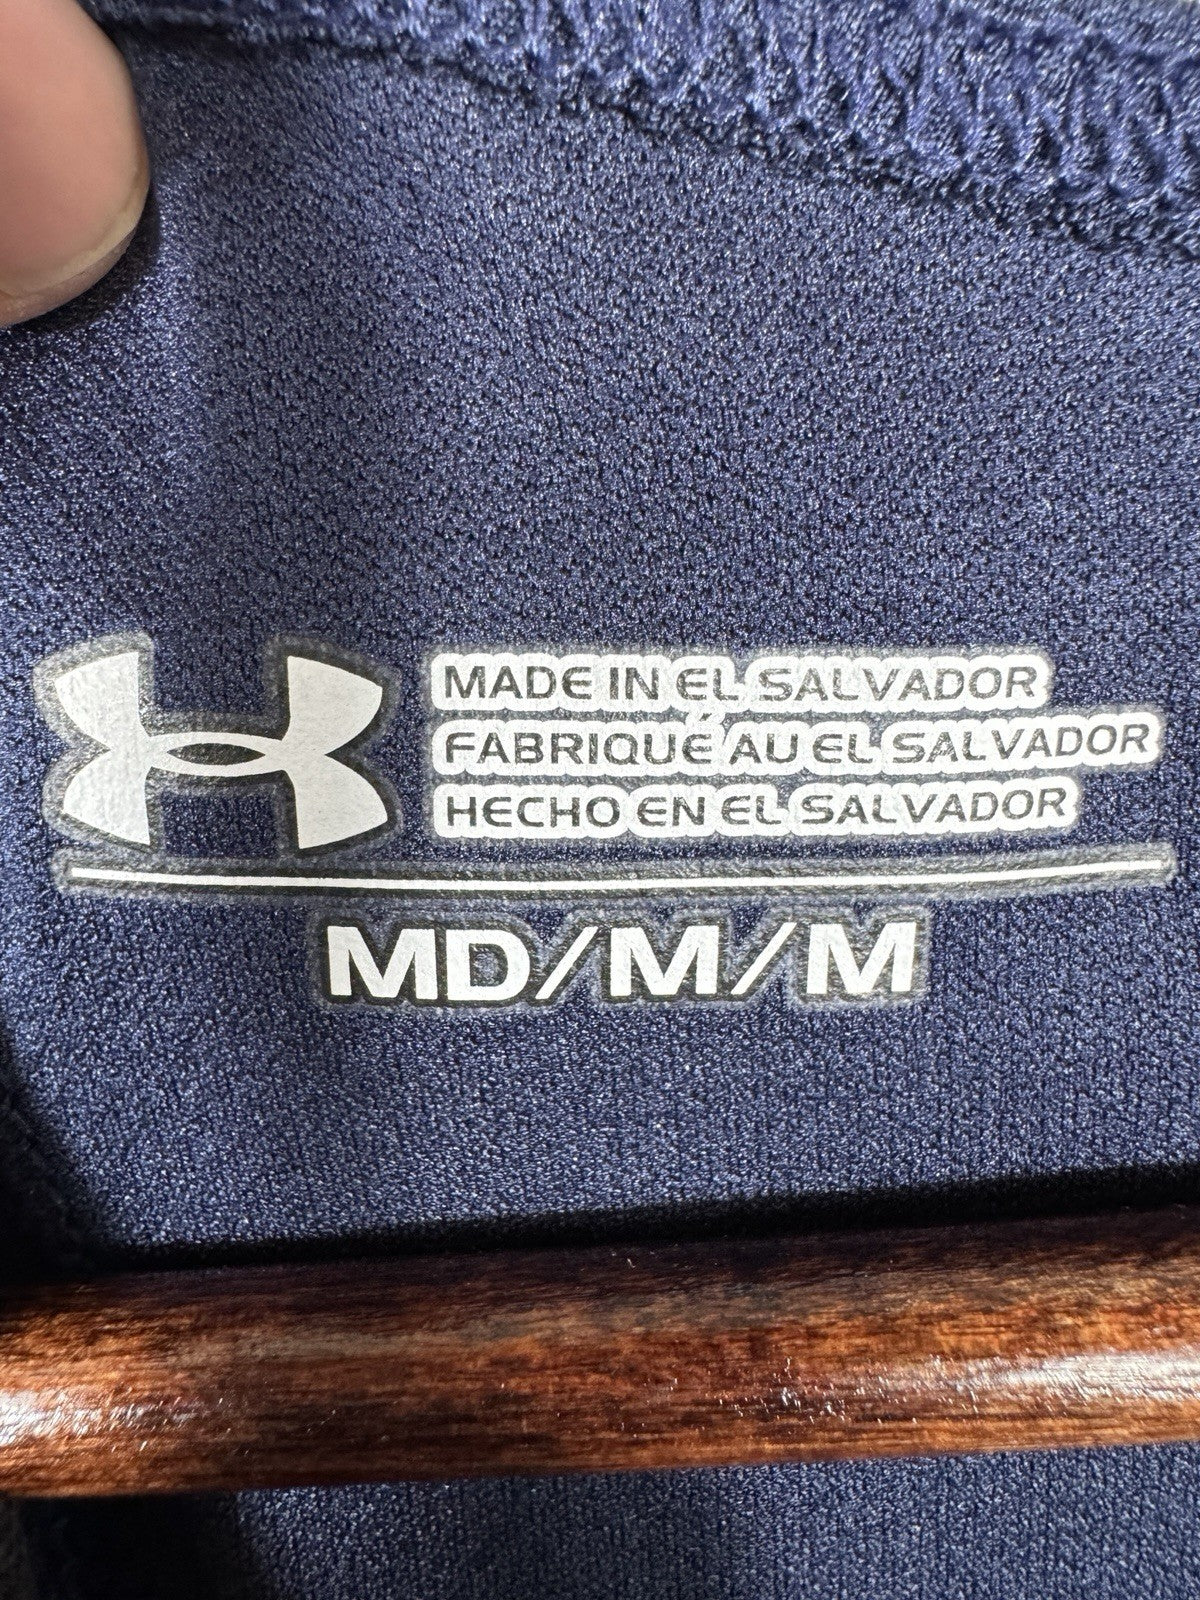 MADE IN EL SALVADOR
FABRIQUÉ AU EL SALVADOR
HECHO EN EL SALVADOR
MD/M/M